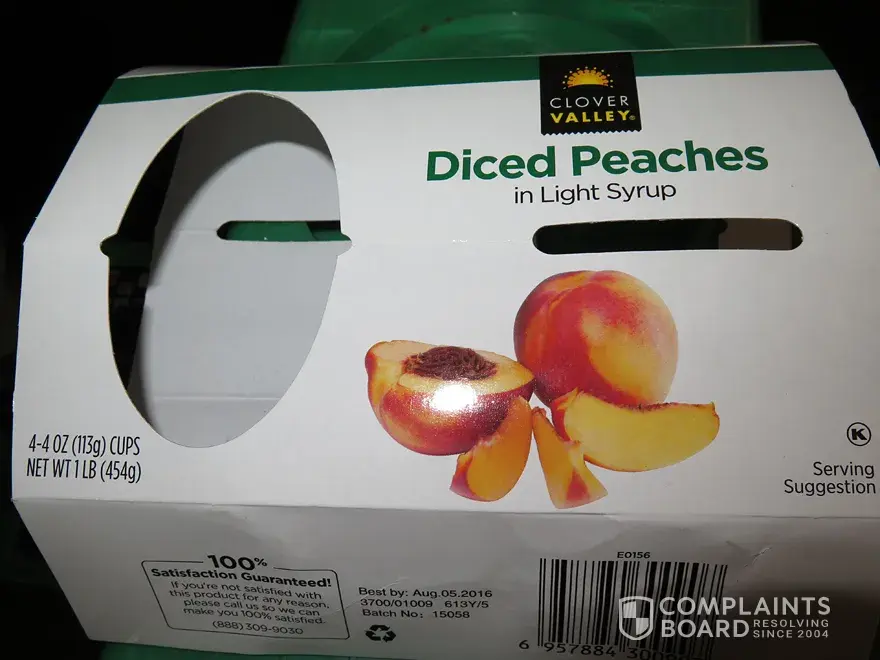 CLOVER
VALLEY®
Diced Peaches
in Light Syrup
4-4 OZ (113g) CUPS
NET WT 1 LB (454g)
K
Serving
Suggestion
100%
Satisfaction Guaranteed!
If you're not satisfied with
this product for any reason,
please call us so we can
make you 100% satisfied.
(888) 309-9030
Best by: Aug.05.2016
3700/01009 613Y/5
Batch No: 15058
E0156
6 957884
COMPLAINTS
BOARD
RESOLVING
SINCE 2004